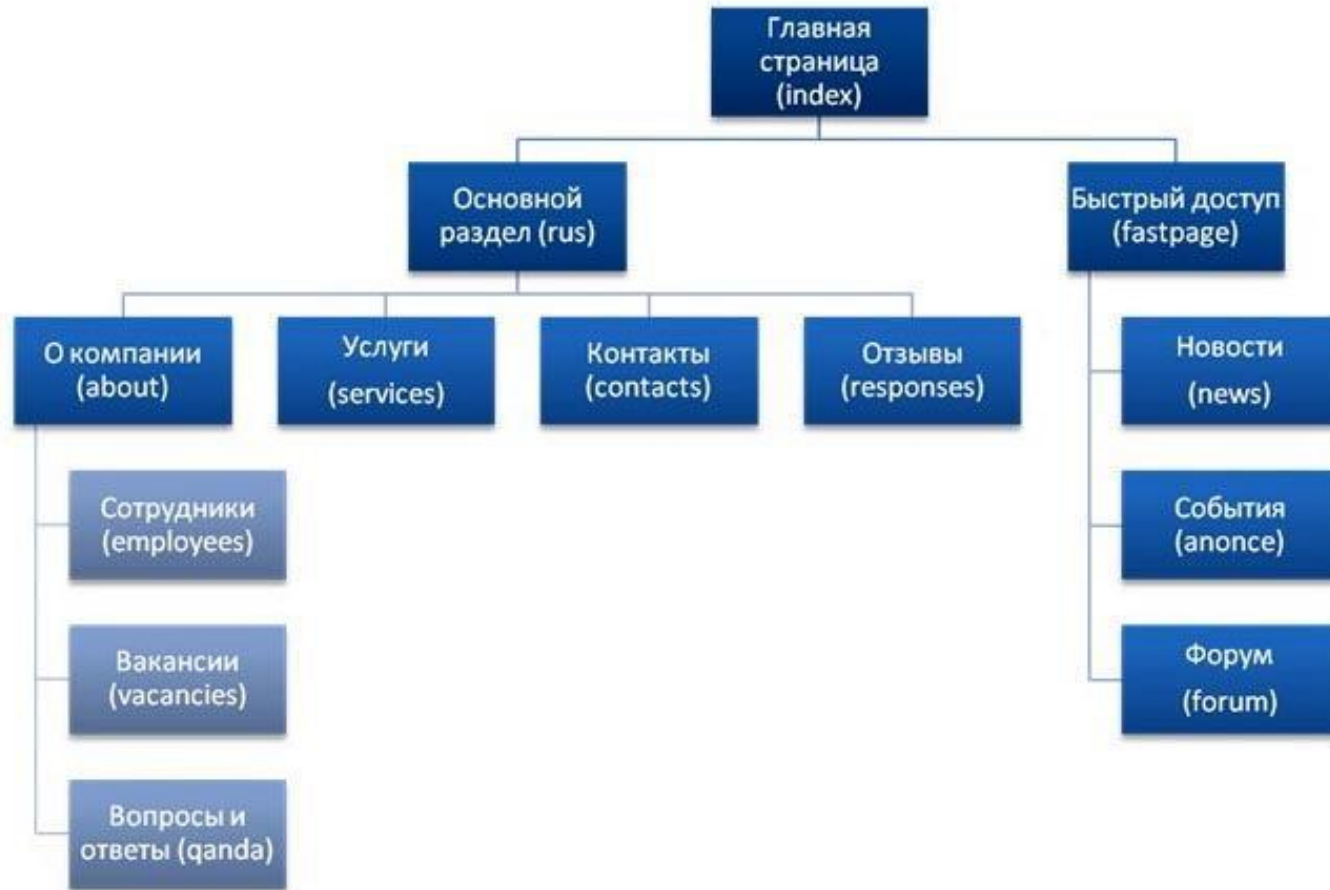 Главная
страница
(index)
Основной
раздел (rus)
Быстрый доступ
(fastpage)
О компании
(about)
Услуги
(services)
Контакты
(contacts)
Отзывы
(responses)
Новости
(news)
Сотрудники
(employees)
События
(anonce)
Вакансии
(vacancies)
Форум
(forum)
Вопросы и
ответы (qanda)